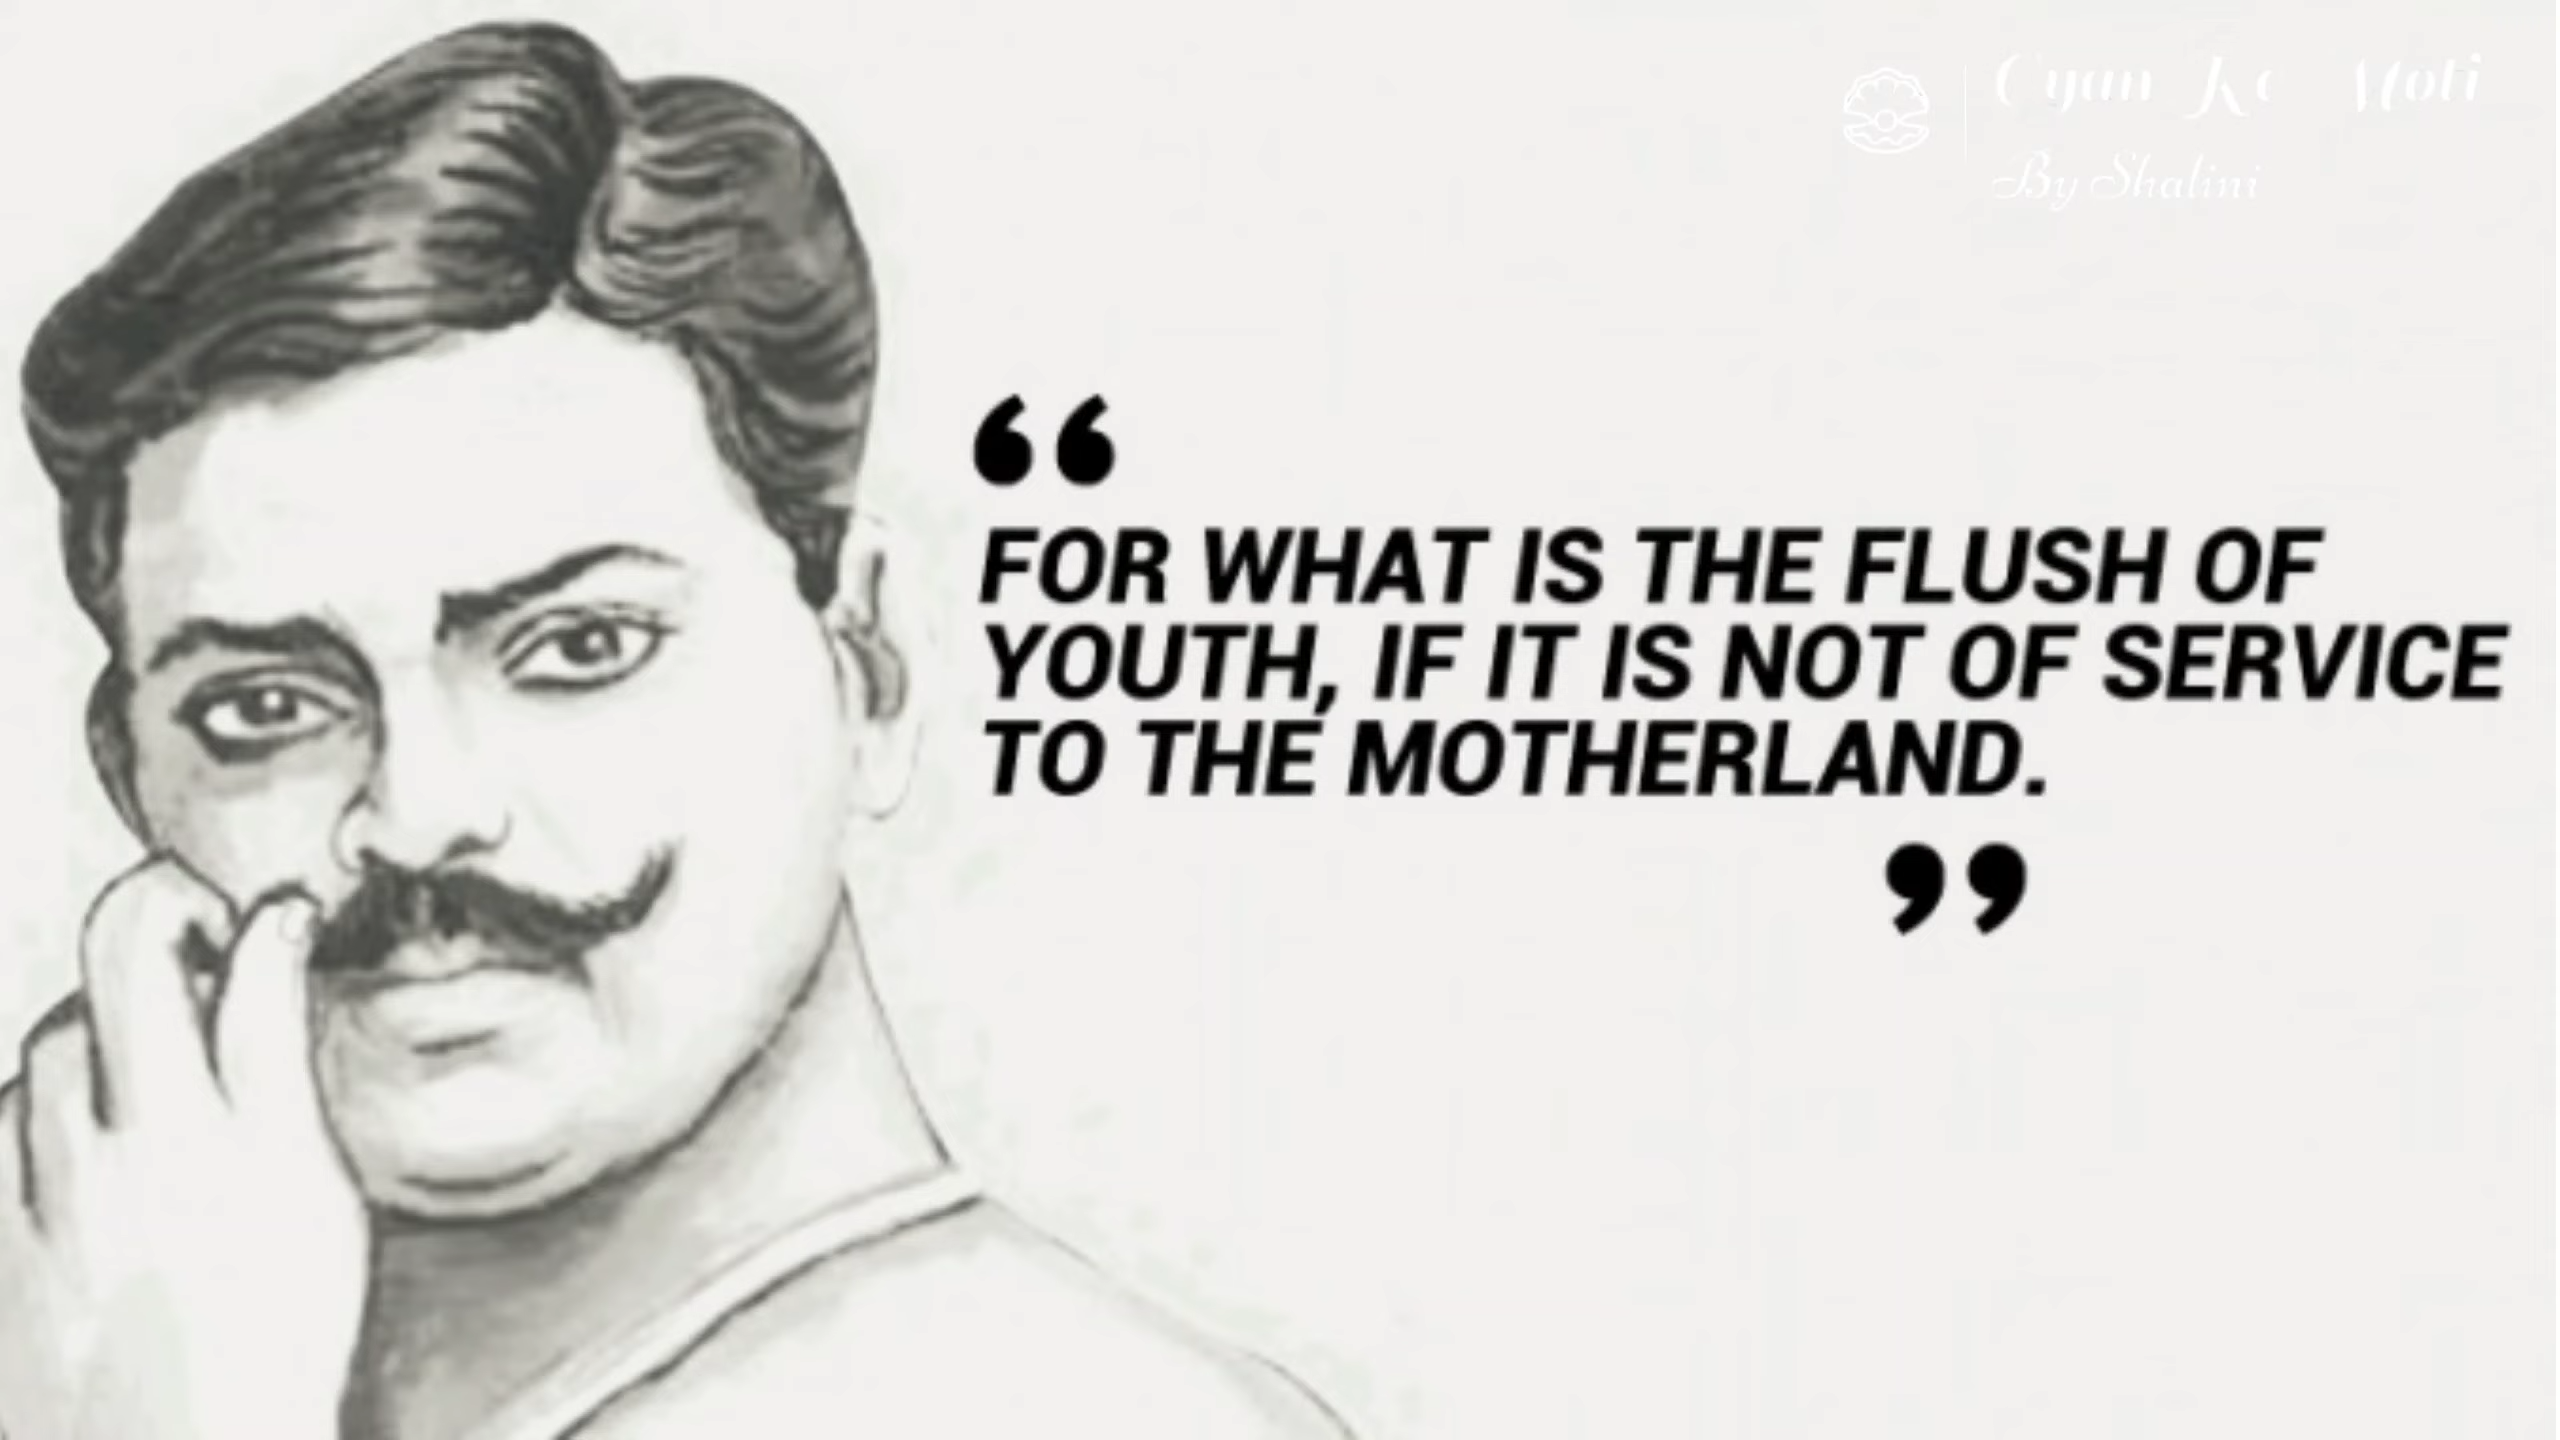 By Shalini
“
FOR WHAT IS THE FLUSH OF
YOUTH, IF IT IS NOT OF SERVICE
TO THE MOTHERLAND.
”